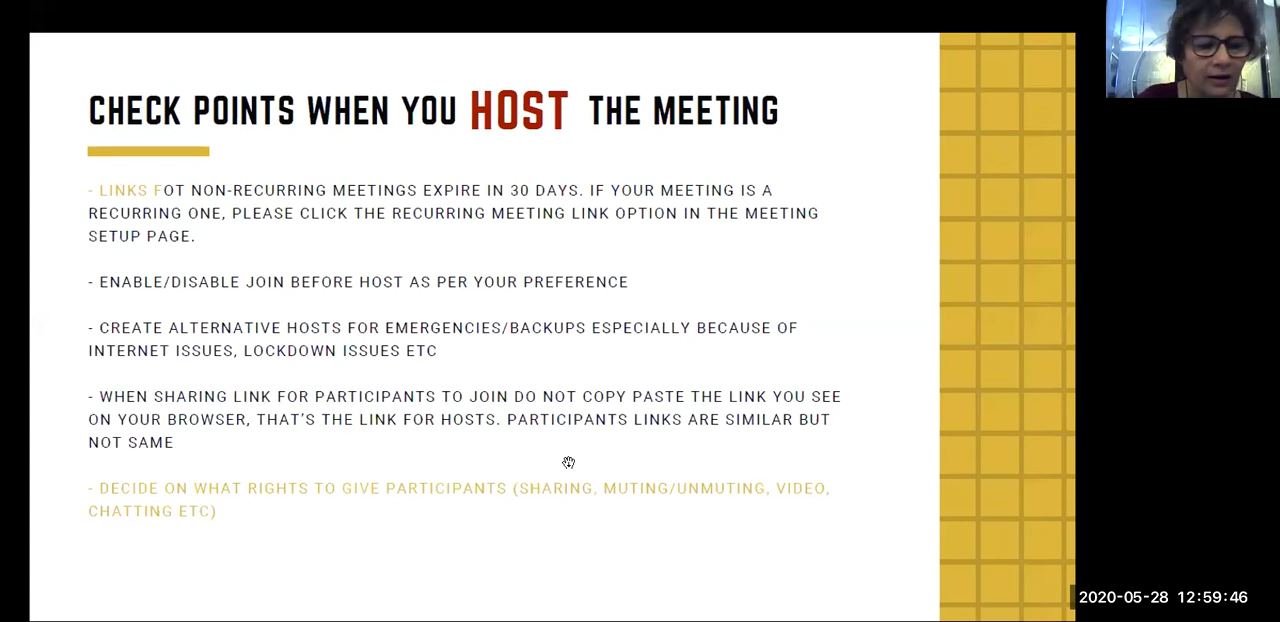 CHECK POINTS WHEN YOU HOST THE MEETING
- LINKS FOT NON-RECURRING MEETINGS EXPIRE IN 30 DAYS. IF YOUR MEETING IS A
RECURRING ONE, PLEASE CLICK THE RECURRING MEETING LINK OPTION IN THE MEETING
SETUP PAGE.
- ENABLE/DISABLE JOIN BEFORE HOST AS PER YOUR PREFERENCE
- CREATE ALTERNATIVE HOSTS FOR EMERGENCIES/BACKUPS ESPECIALLY BECAUSE OF
INTERNET ISSUES, LOCKDOWN ISSUES ETC
- WHEN SHARING LINK FOR PARTICIPANTS TO JOIN DO NOT COPY PASTE THE LINK YOU SEE
ON YOUR BROWSER, THAT'S THE LINK FOR HOSTS. PARTICIPANTS LINKS ARE SIMILAR BUT
NOT SAME
- DECIDE ON WHAT RIGHTS TO GIVE PARTICIPANTS (SHARING, MUTING/UNMUTING, VIDEO,
CHATTING ETC)
2020-05-28 12:59:46